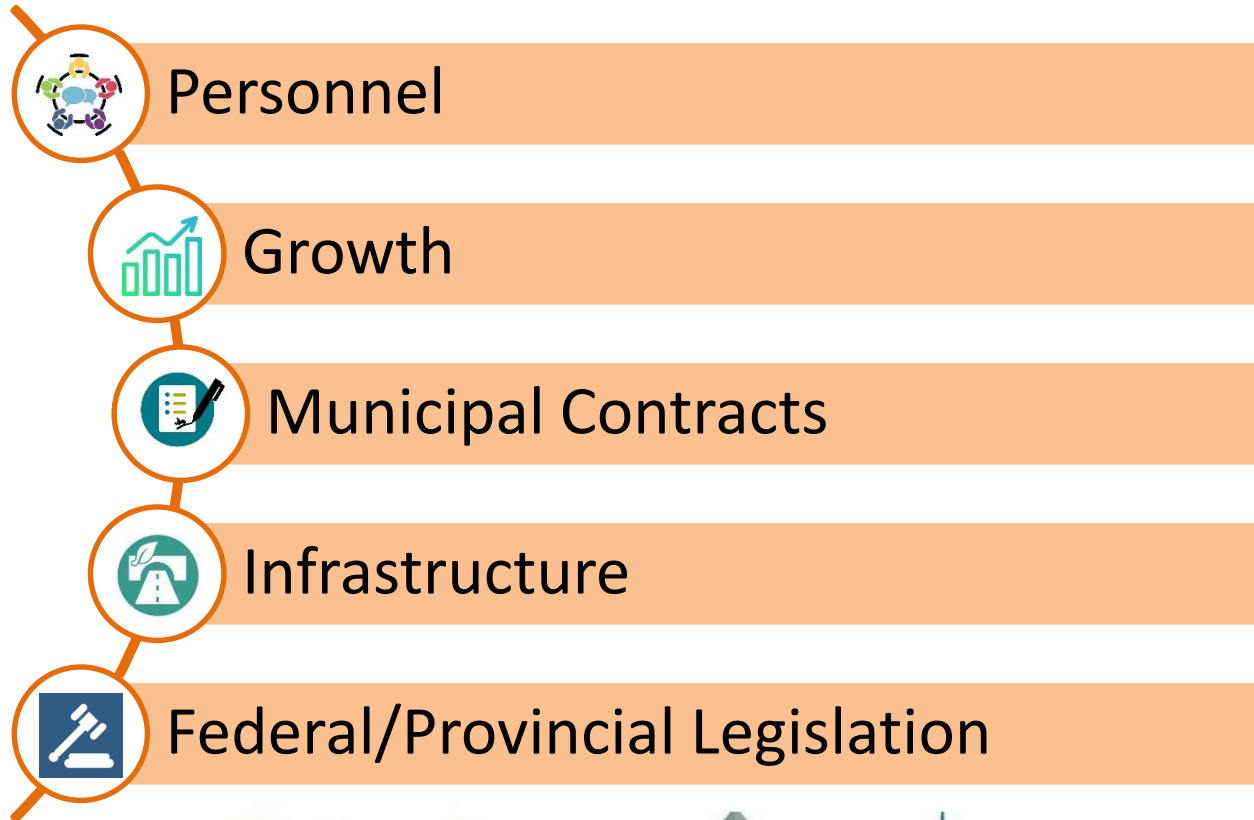 Personnel
Growth
Municipal Contracts
Infrastructure
Federal/Provincial Legislation